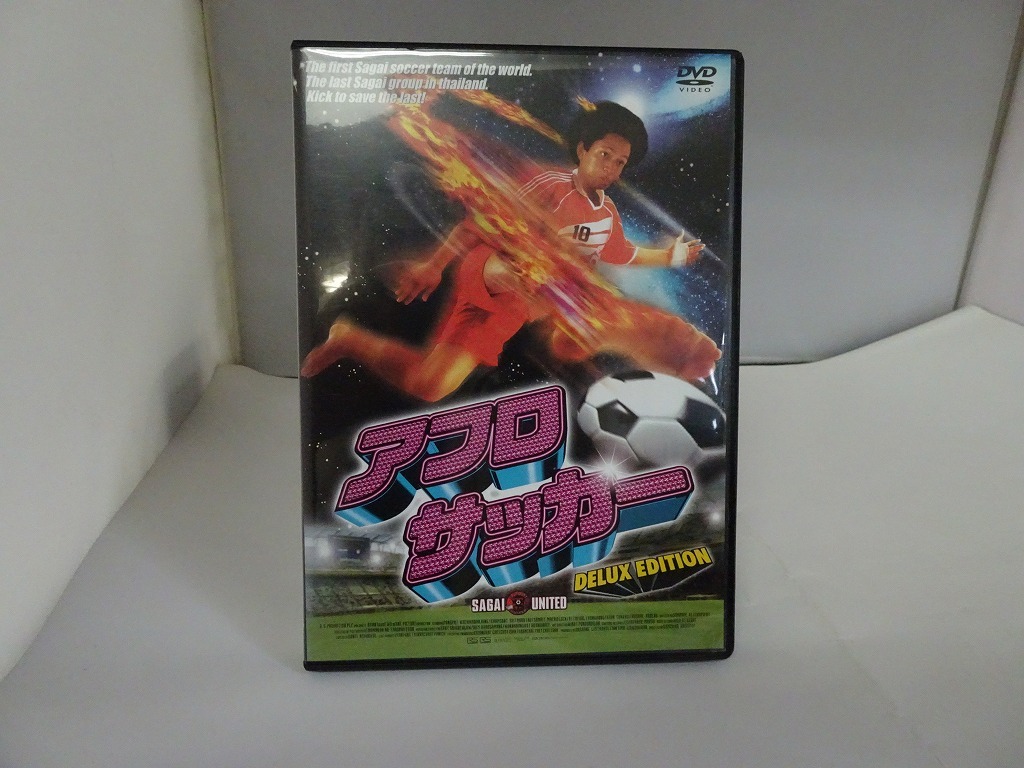 The first Sagai soccer team of the world.
The last Sagai group in thailand.
Kick to save the last!
DVD
VIDEO
10
アフロ
サッカー
DELUX EDITION
SAGAI UNITED